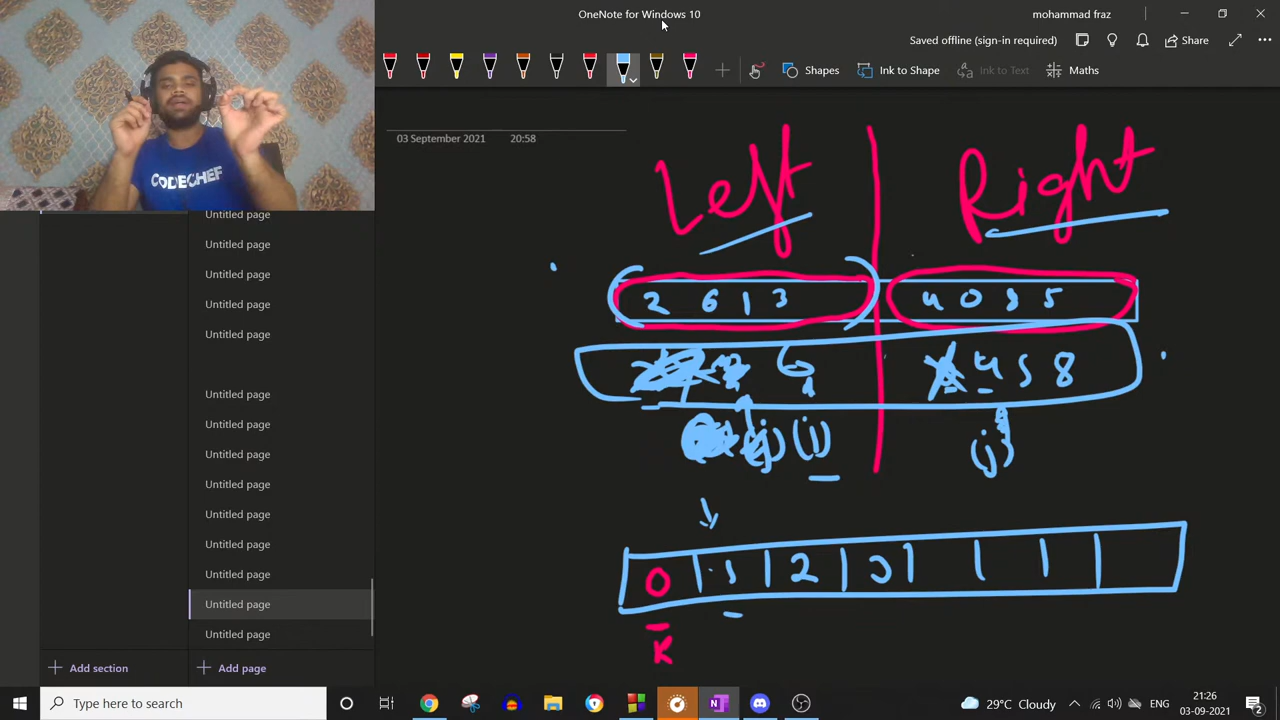 OneNote for Windows 10
mohammad fraz
Saved offline (sign-in required)
Share
Shapes
Ink to Shape
Ink to Text
Maths
CODECHEF
03 September 2021 20:58
Left Right
2 6 1 3 4 0 8 5
6 4 5 8
(j) (i) (j)
0 1 2 3
K
Untitled page
Untitled page
Untitled page
Untitled page
Untitled page
Untitled page
Untitled page
Untitled page
Untitled page
Untitled page
Untitled page
Untitled page
Untitled page
Untitled page
Add section
Add page
Type here to search
29°C Cloudy
ENG
21:26
03-09-2021
2